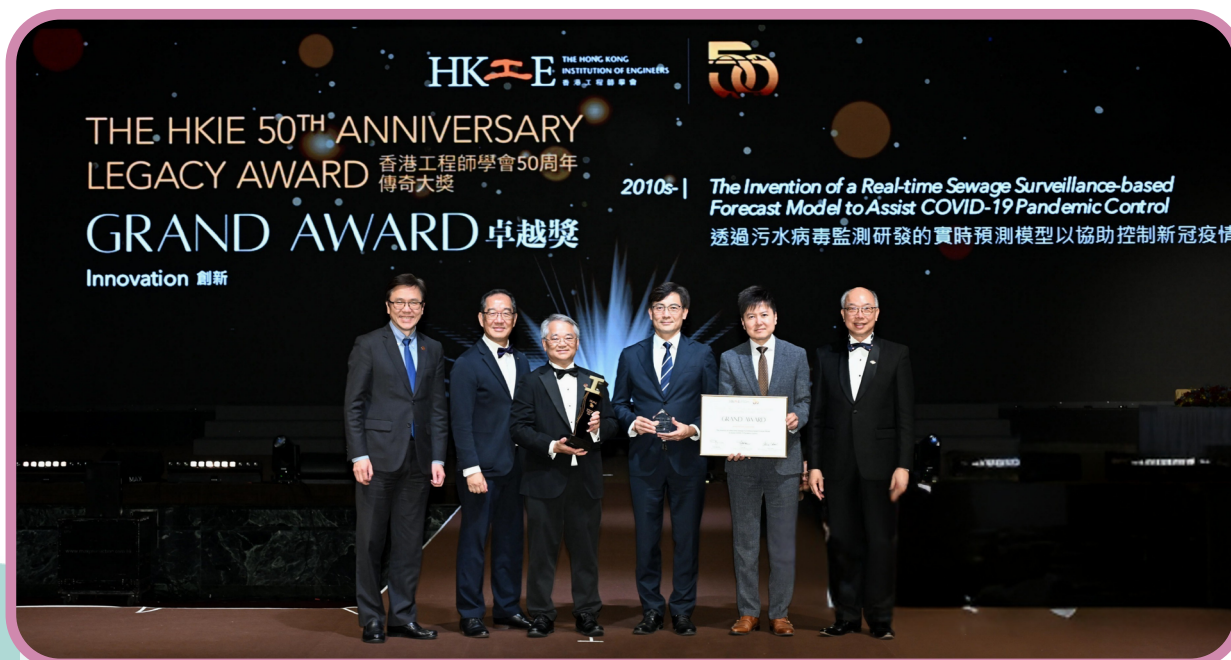 HK工E
THE HONG KONG
INSTITUTION OF ENGINEERS
香港工程師學會
50
THE HKIE 50TH ANNIVERSARY
LEGACY AWARD 香港工程師學會50周年
傳奇大獎
GRAND AWARD 卓越獎
Innovation 創新
2010s- | The Invention of a Real-time Sewage Surveillance-based
Forecast Model to Assist COVID-19 Pandemic Control
透過污水病毒監測研發的實時預測模型以協助控制新冠疫情
GRAND AWARD